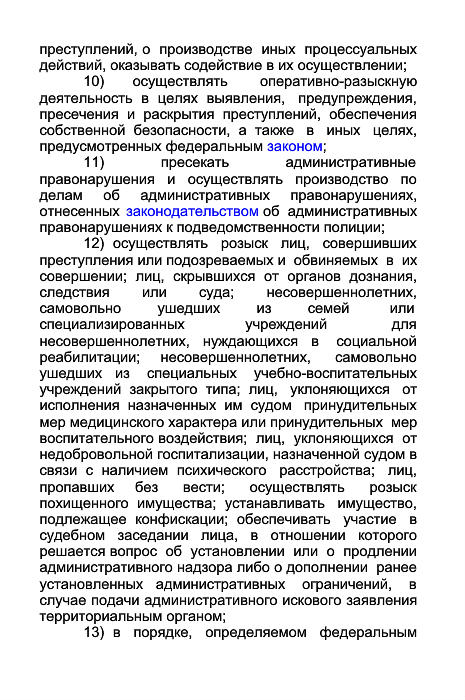 преступлений, о производстве иных процессуальных
действий, оказывать содействие в их осуществлении;
10) осуществлять оперативно-разыскную
деятельность в целях выявления, предупреждения,
пресечения и раскрытия преступлений, обеспечения
собственной безопасности, а также в иных целях,
предусмотренных федеральным законом;
11) пресекать административные
правонарушения и осуществлять производство по
делам об административных правонарушениях,
отнесенных законодательством об административных
правонарушениях к подведомственности полиции;
12) осуществлять розыск лиц, совершивших
преступления или подозреваемых и обвиняемых в их
совершении; лиц, скрывшихся от органов дознания,
следствия или суда; несовершеннолетних,
самовольно ушедших из семей или
специализированных учреждений для
несовершеннолетних, нуждающихся в социальной
реабилитации; несовершеннолетних, самовольно
ушедших из специальных учебно-воспитательных
учреждений закрытого типа; лиц, уклоняющихся от
исполнения назначенных им судом принудительных
мер медицинского характера или принудительных мер
воспитательного воздействия; лиц, уклоняющихся от
недобровольной госпитализации, назначенной судом в
связи с наличием психического расстройства; лиц,
пропавших без вести; осуществлять розыск
похищенного имущества; устанавливать имущество,
подлежащее конфискации; обеспечивать участие в
судебном заседании лица, в отношении которого
решается вопрос об установлении или о продлении
административного надзора либо о дополнении ранее
установленных административных ограничений, в
случае подачи административного искового заявления
территориальным органом;
13) в порядке, определяемом федеральным